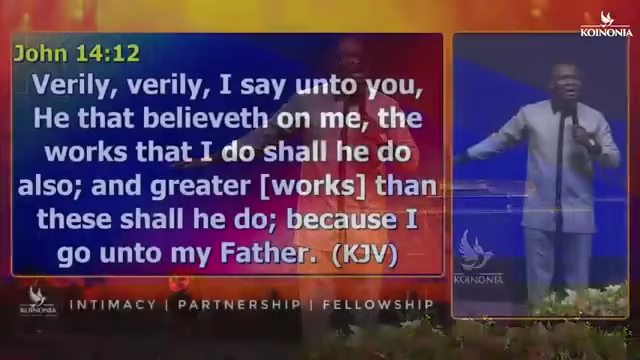 KOINONIA
John 14:12
Verily, verily, I say unto you,
He that believeth on me, the
works that I do shall he do
also; and greater [works] than
these shall he do; because I
go unto my Father. (KJV)
KOINONIA
KOINONIA
INTIMACY | PARTNERSHIP | FELLOWSHIP